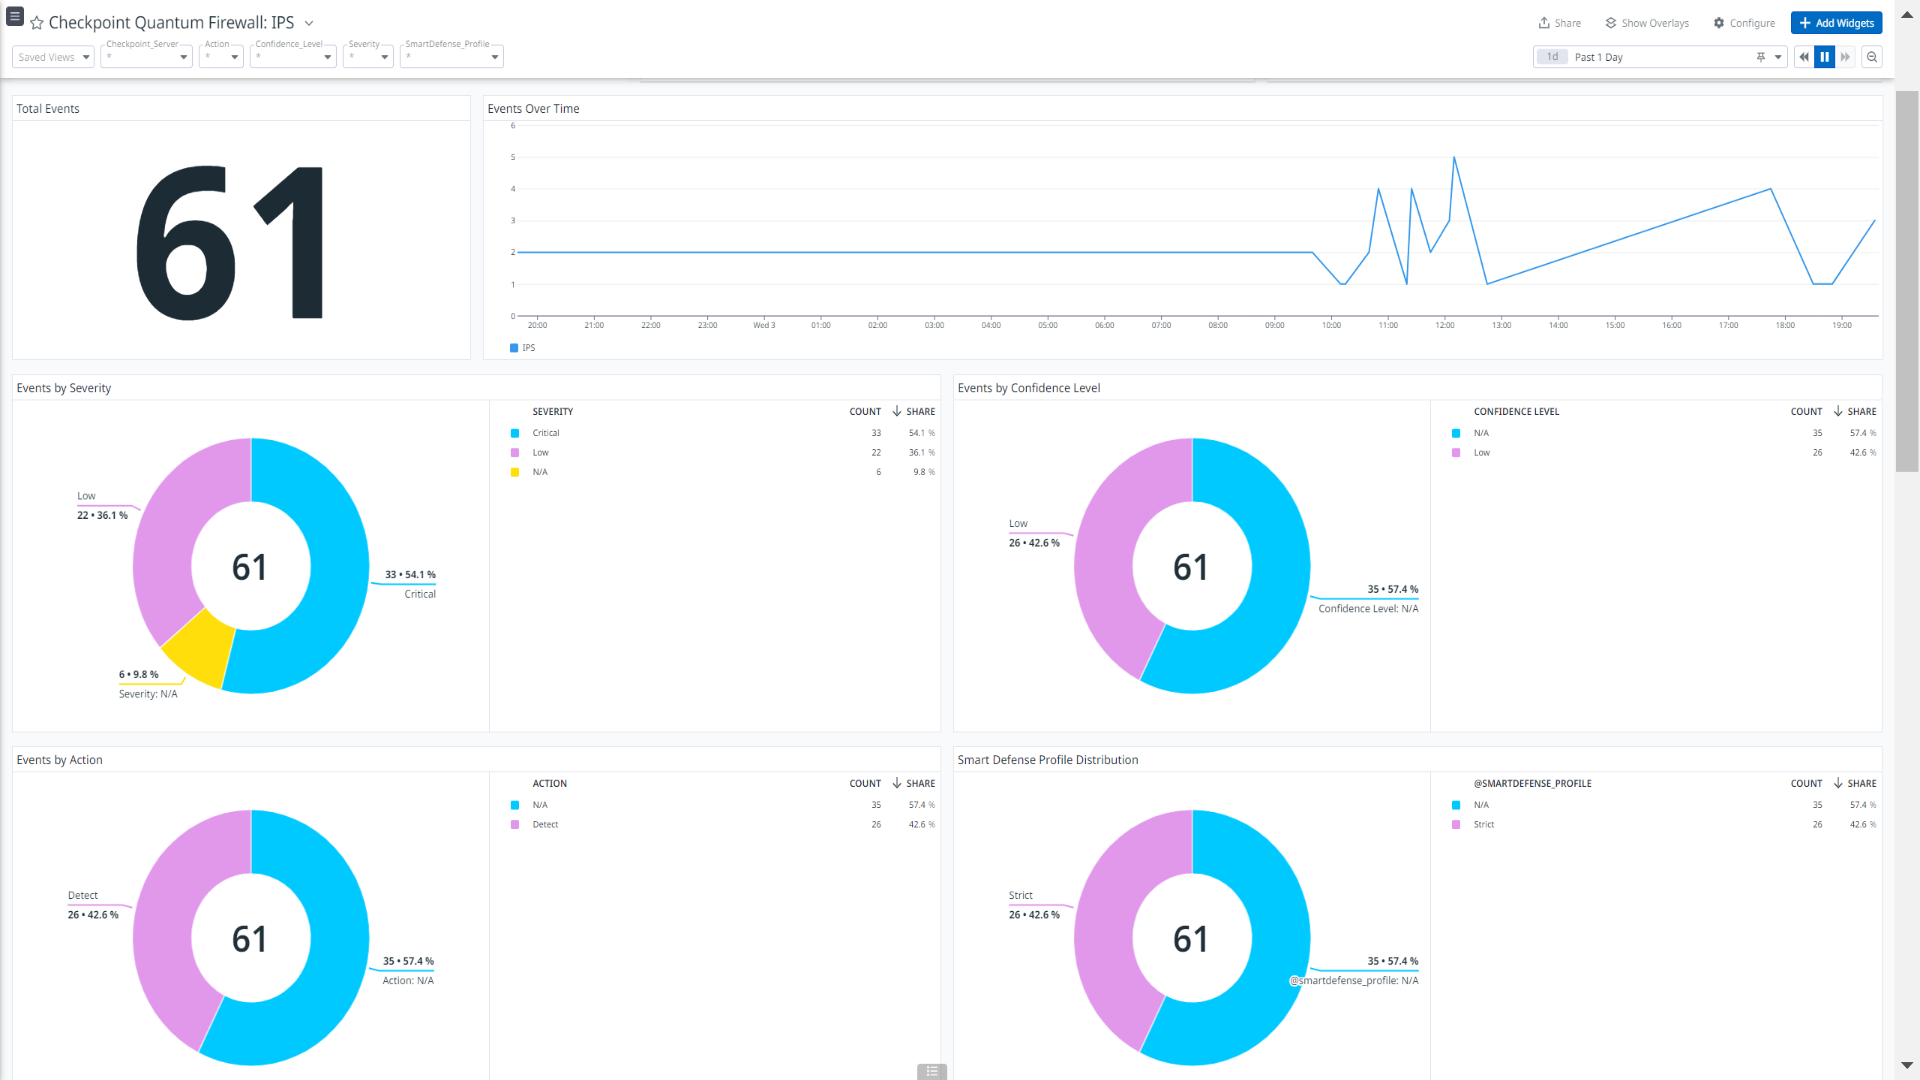 Checkpoint Quantum Firewall: IPS
Share
Show Overlays
Configure
+ Add Widgets
Saved Views
Checkpoint_Server
*
Action
*
Confidence_Level
*
Severity
*
SmartDefense_Profile
*
1d Past 1 Day
Total Events
61
Events Over Time
6
5
4
3
2
1
0
20:00 21:00 22:00 23:00 Wed 3 01:00 02:00 03:00 04:00 05:00 06:00 07:00 08:00 09:00 10:00 11:00 12:00 13:00 14:00 15:00 16:00 17:00 18:00 19:00
IPS
Events by Severity
Low
22 • 36.1 %
61
33 • 54.1 %
Critical
6 • 9.8 %
Severity: N/A
SEVERITY COUNT SHARE
Critical 33 54.1 %
Low 22 36.1 %
N/A 6 9.8 %
Events by Confidence Level
Low
26 • 42.6 %
61
35 • 57.4 %
Confidence Level: N/A
CONFIDENCE LEVEL COUNT SHARE
N/A 35 57.4 %
Low 26 42.6 %
Events by Action
Detect
26 • 42.6 %
61
35 • 57.4 %
Action: N/A
ACTION COUNT SHARE
N/A 35 57.4 %
Detect 26 42.6 %
Smart Defense Profile Distribution
Strict
26 • 42.6 %
61
35 • 57.4 %
@smartdefense_profile: N/A
@SMARTDEFENSE_PROFILE COUNT SHARE
N/A 35 57.4 %
Strict 26 42.6 %